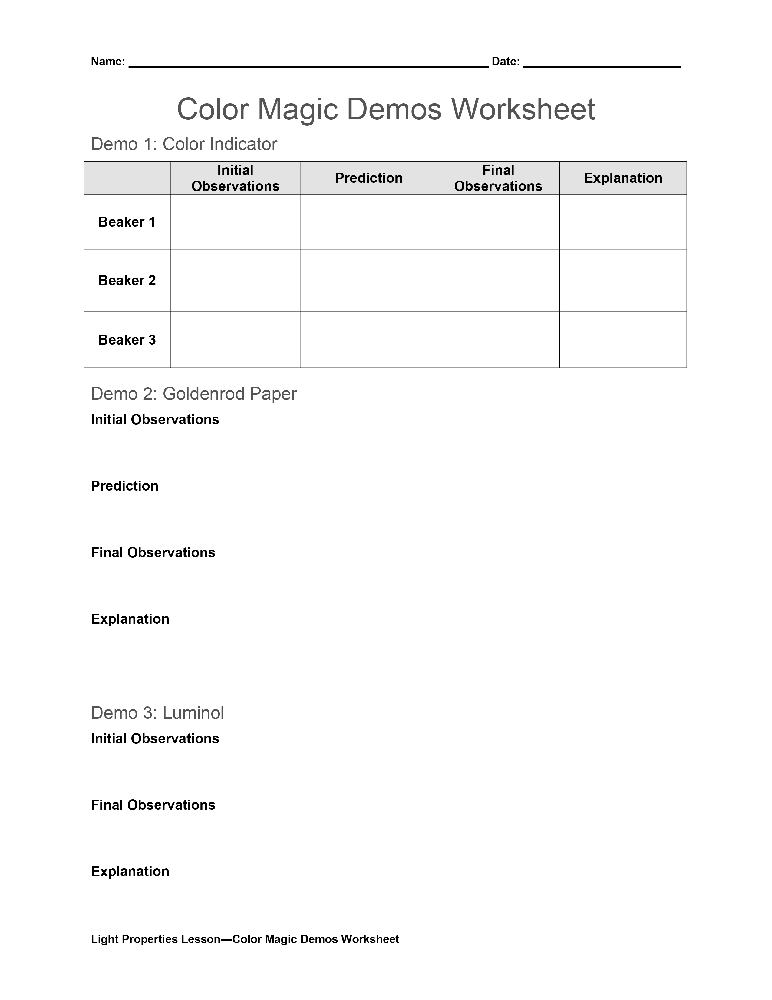 Name: Date:
Color Magic Demos Worksheet
Demo 1: Color Indicator
Initial Observations Prediction Final Observations Explanation
Beaker 1
Beaker 2
Beaker 3
Demo 2: Goldenrod Paper
Initial Observations
Prediction
Final Observations
Explanation
Demo 3: Luminol
Initial Observations
Final Observations
Explanation
Light Properties Lesson—Color Magic Demos Worksheet